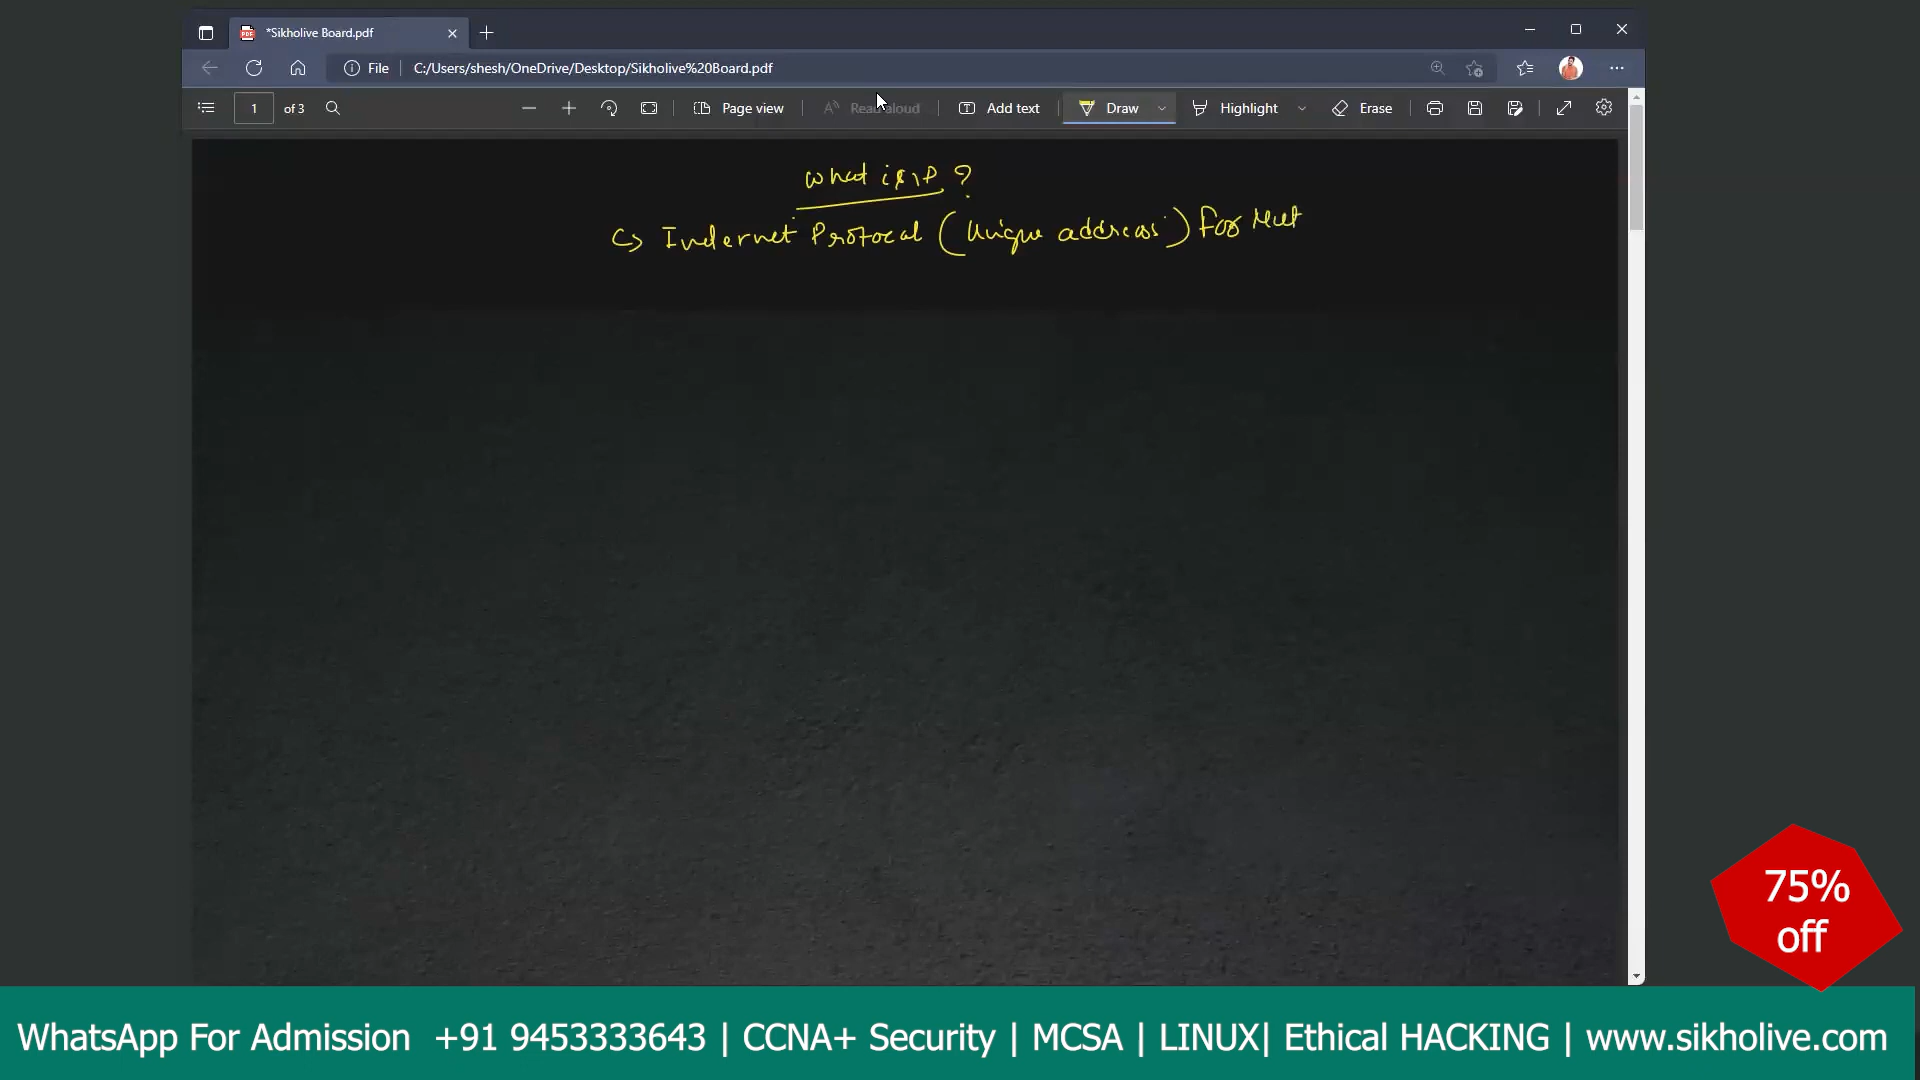 *Sikholive Board.pdf
File
C:/Users/shesh/OneDrive/Desktop/Sikholive%20Board.pdf
1 of 3
Page view
Read aloud
Add text
Draw
Highlight
Erase
what is IP ?
Internet Protocal (Unique address) For
75%
off
WhatsApp For Admission +91 9453333643 | CCNA+ Security | MCSA | LINUX| Ethical HACKING | www.sikholive.com